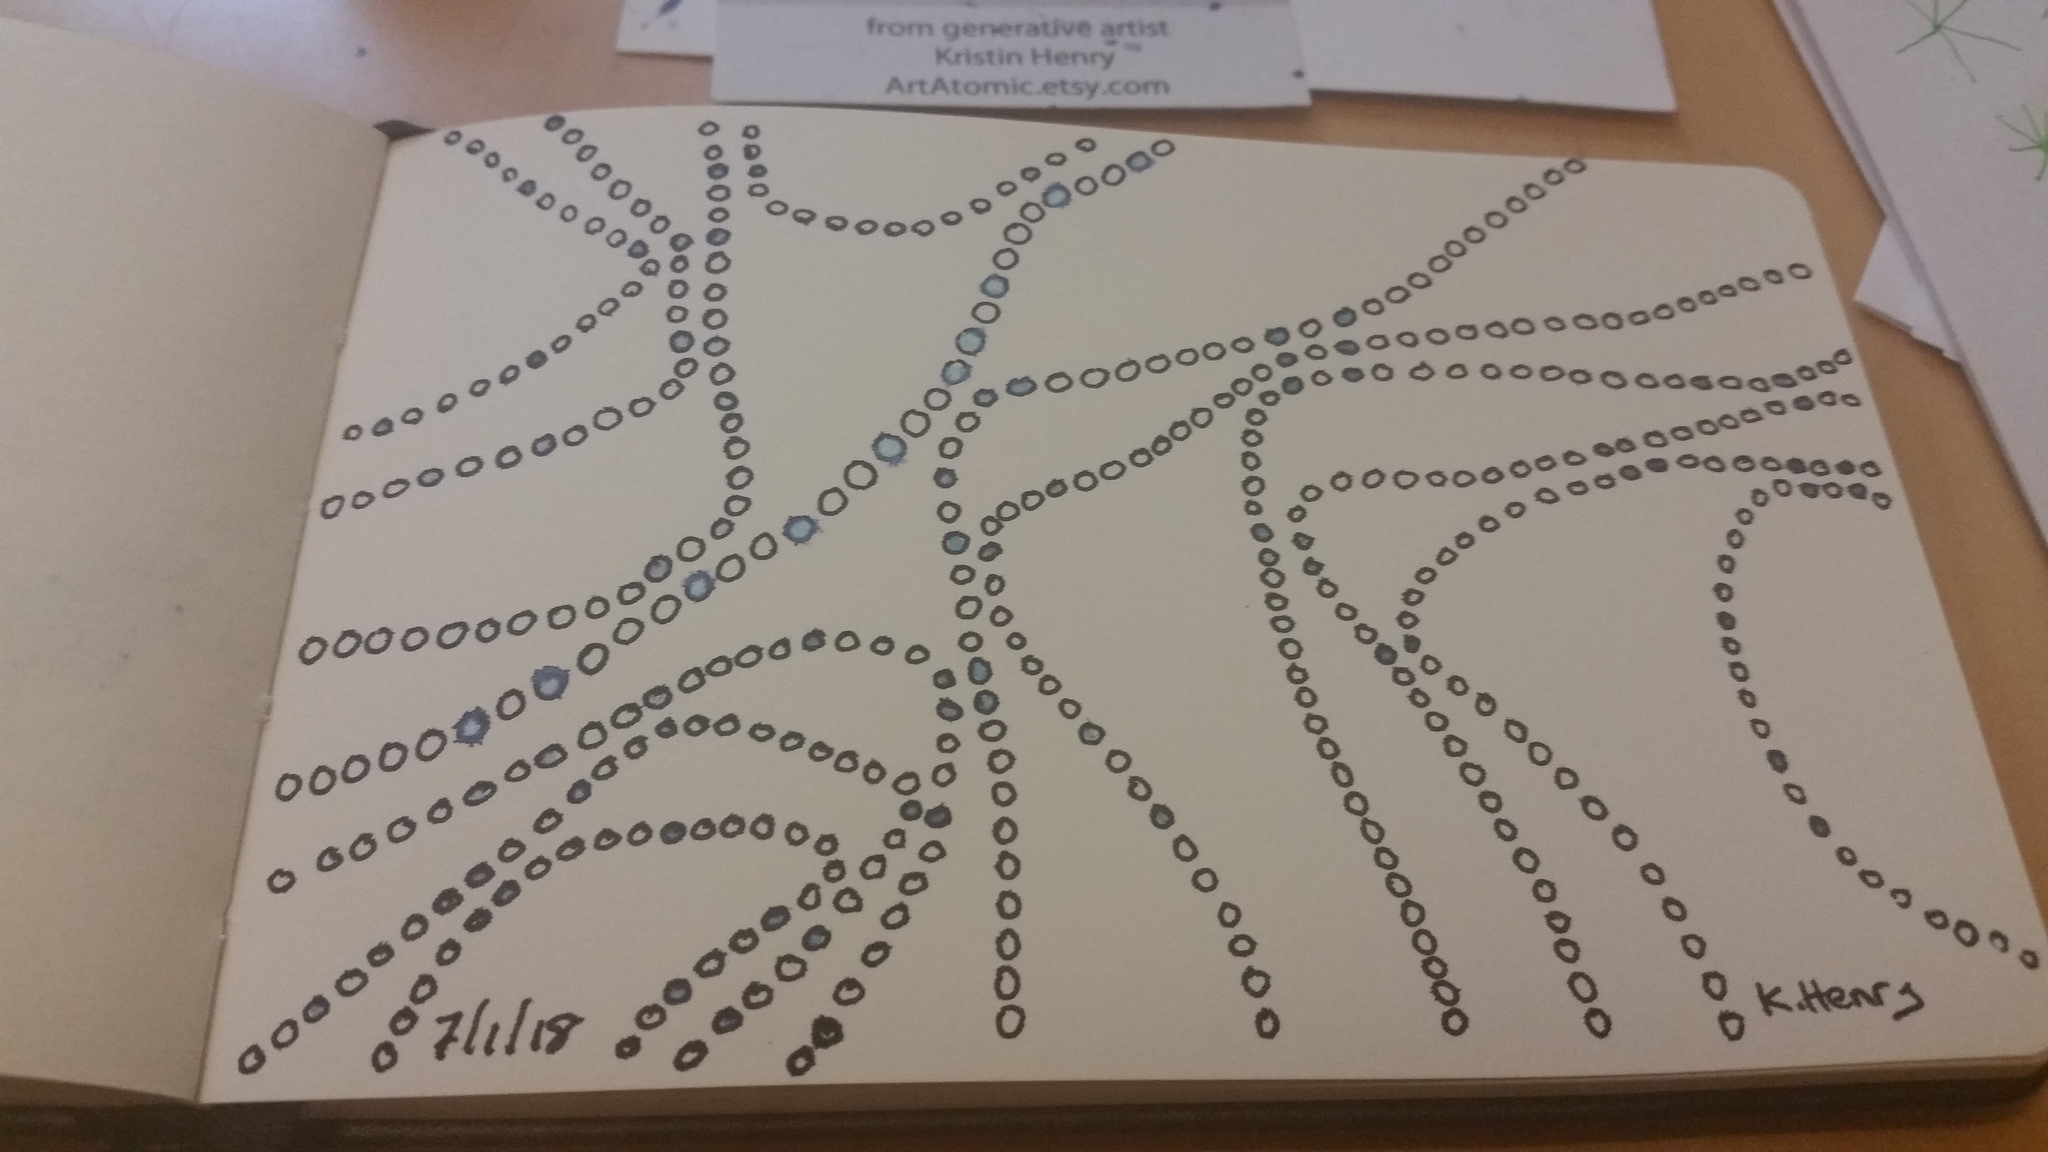 from generative artist
Kristin Henry
ArtAtomic.etsy.com
7/1/18
K.Henry